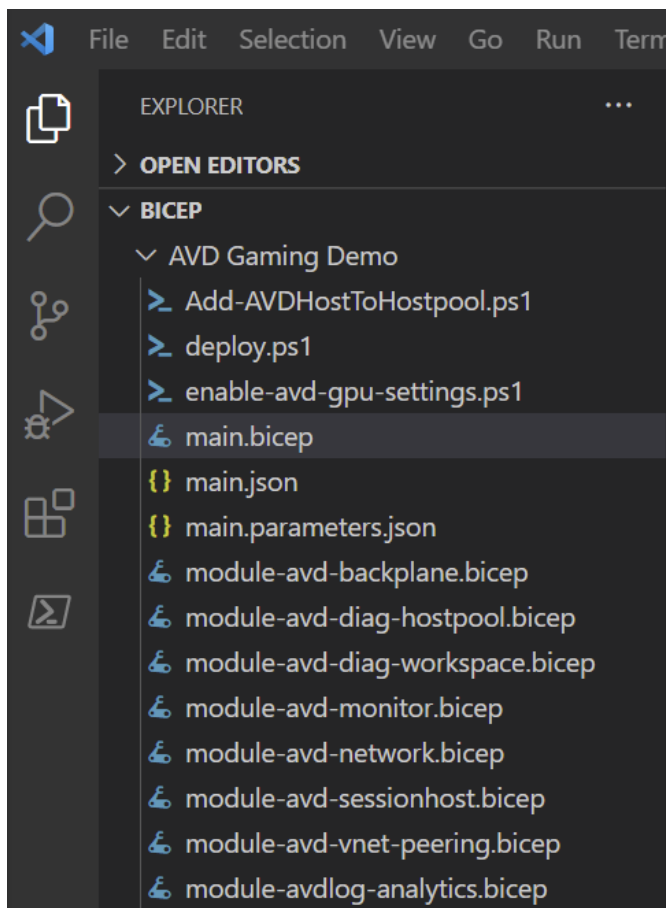 File Edit Selection View Go Run Term
EXPLORER
OPEN EDITORS
BICEP
AVD Gaming Demo
Add-AVDHostToHostpool.ps1
deploy.ps1
enable-avd-gpu-settings.ps1
main.bicep
{} main.json
{} main.parameters.json
module-avd-backplane.bicep
module-avd-diag-hostpool.bicep
module-avd-diag-workspace.bicep
module-avd-monitor.bicep
module-avd-network.bicep
module-avd-sessionhost.bicep
module-avd-vnet-peering.bicep
module-avdlog-analytics.bicep